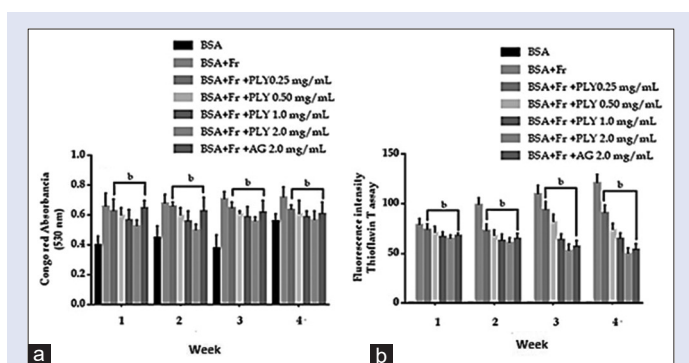 BSA
BSA+Fr
BSA+Fr +PLY0.25 mg/mL
BSA+Fr +PLY 0.50 mg/mL
BSA+Fr +PLY 1.0 mg/mL
BSA+Fr +PLY 2.0 mg/mL
BSA+Fr +AG 2.0 mg/mL
Congo red Absorbancia
(530 nm)
1.0
0.8
0.6
0.4
0.2
0.0
b
b
b
b
1
2
3
4
Week
a
BSA
BSA+Fr
BSA+Fr +PLY0.25 mg/mL
BSA+Fr +PLY 0.50 mg/mL
BSA+Fr +PLY 1.0 mg/mL
BSA+Fr +PLY 2.0 mg/mL
BSA+Fr +AG 2.0 mg/mL
Fluorescence intensity
Thioflavin T assay
150
100
50
0
b
b
b
b
1
2
3
4
Week
b